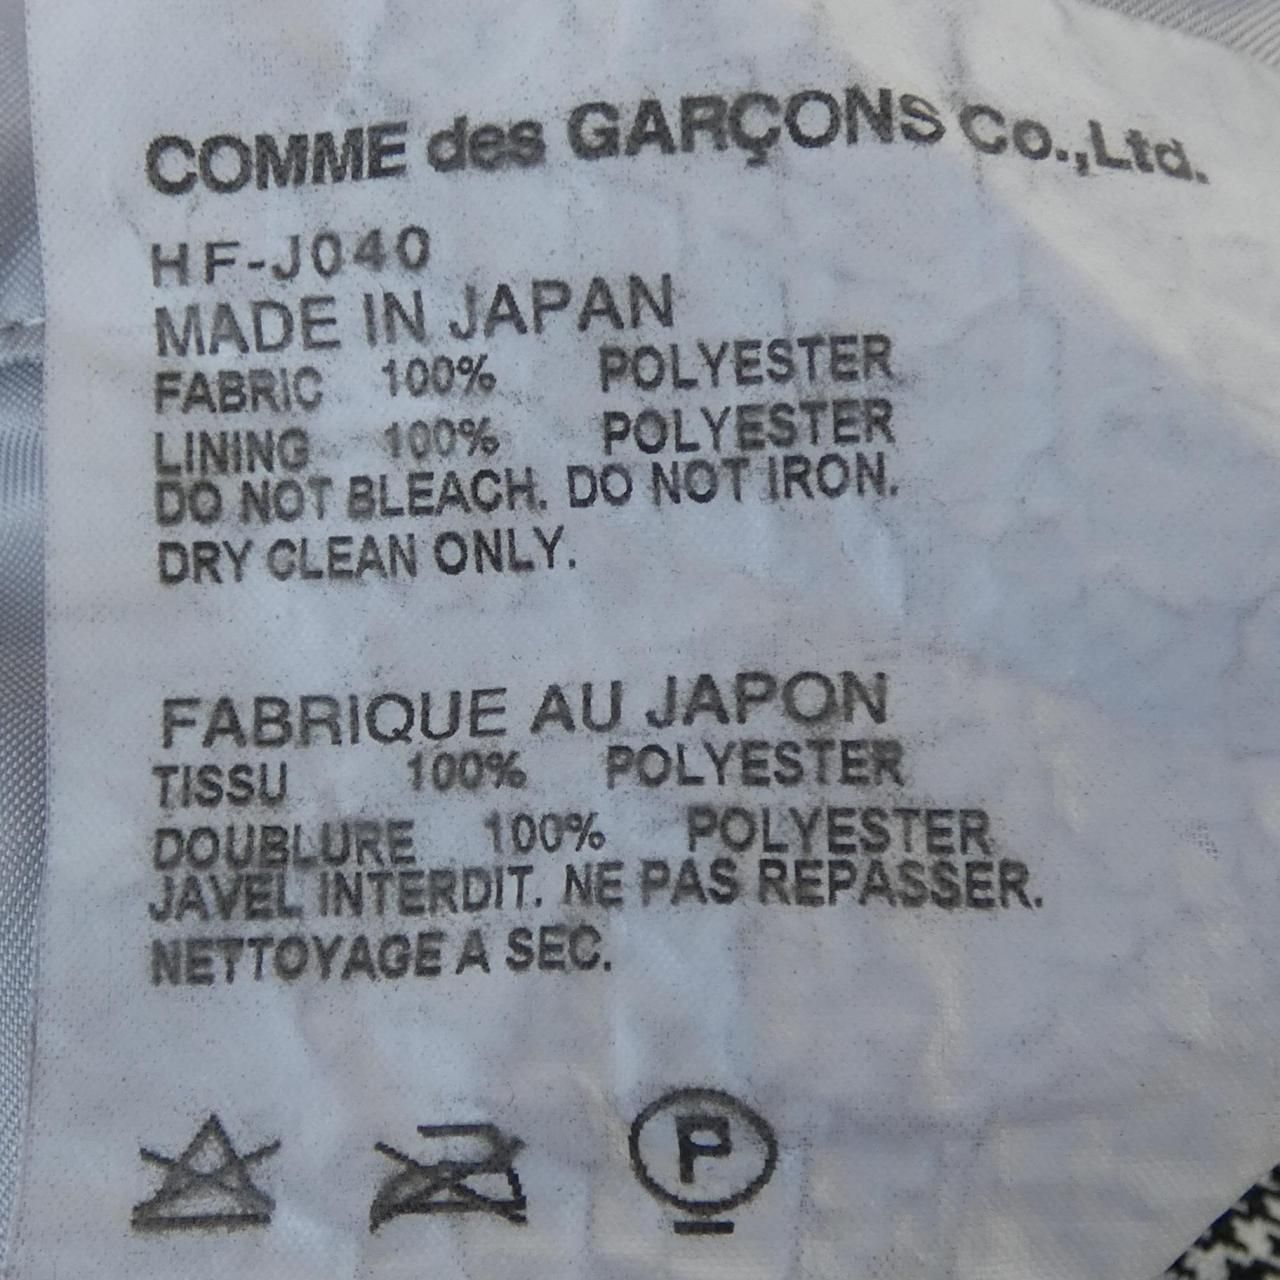 COMME des GARÇONS Co.,Ltd.
HF-J040
MADE IN JAPAN
FABRIC 100% POLYESTER
LINING 100% POLYESTER
DO NOT BLEACH. DO NOT IRON.
DRY CLEAN ONLY.
FABRIQUE AU JAPON
TISSU 100% POLYESTER
DOUBLURE 100% POLYESTER
JAVEL INTERDIT. NE PAS REPASSER.
NETTOYAGE A SEC.
P